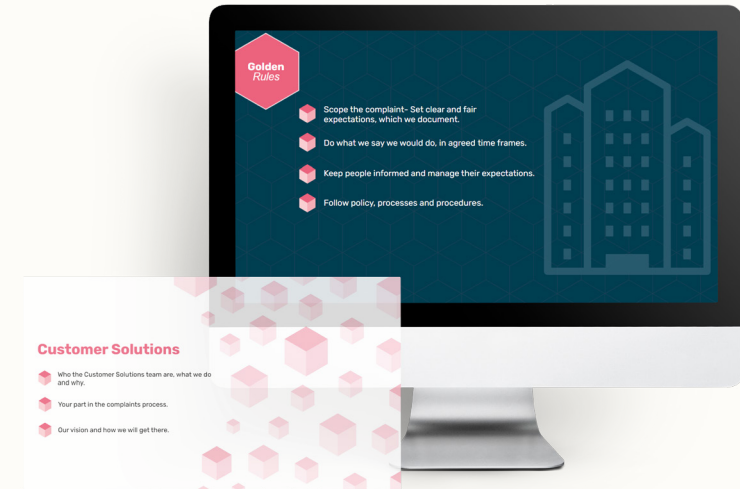 Golden
Rules
Scope the complaint- Set clear and fair
expectations, which we document.
Do what we say we would do, in agreed time frames.
Keep people informed and manage their expectations.
Follow policy, processes and procedures.
Customer Solutions
Who the Customer Solutions team are, what we do
and why.
Your part in the complaints process.
Our vision and how we will get there.